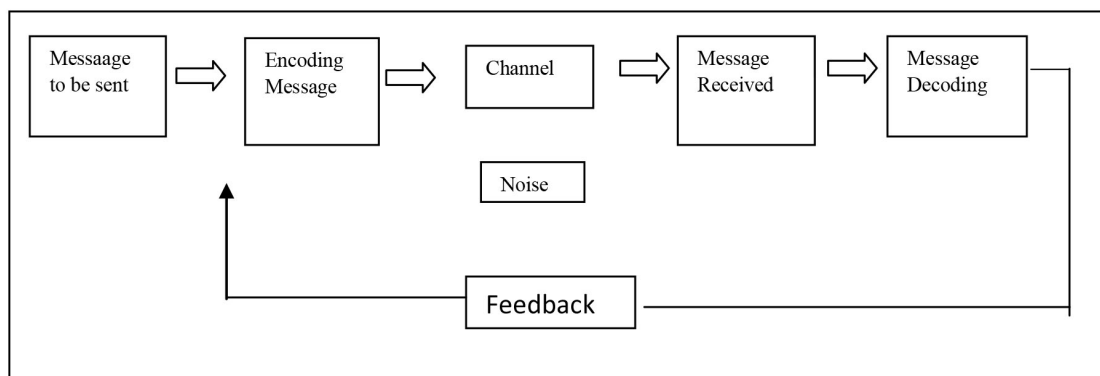 Messaage
to be sent
Encoding
Message
Channel
Message
Received
Message
Decoding
Noise
Feedback